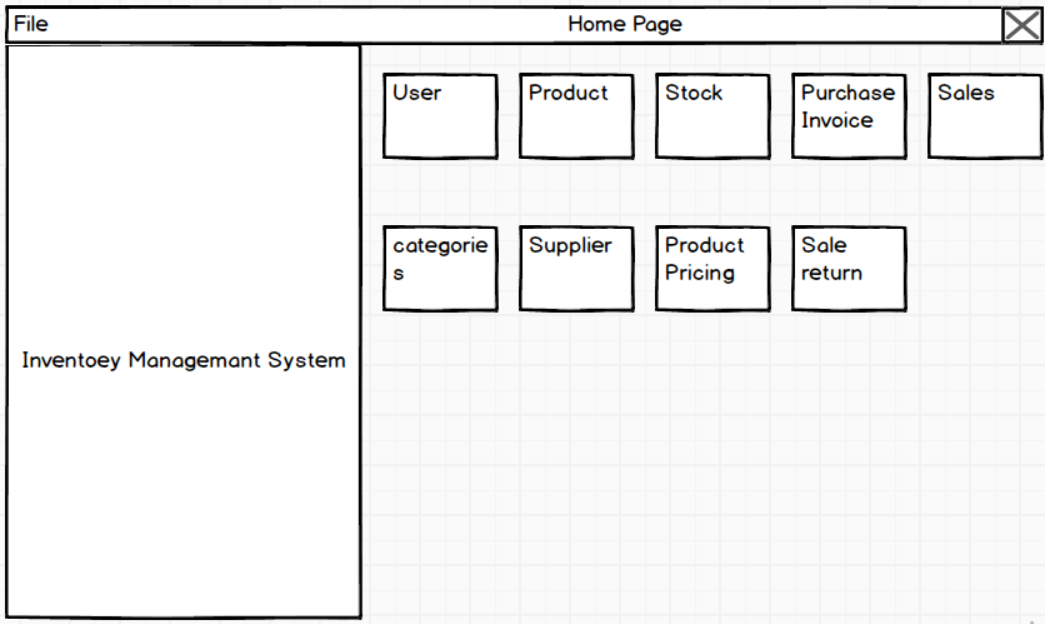 File
Home Page
User
Product
Stock
Purchase
Invoice
Sales
categorie
s
Supplier
Product
Pricing
Sale
return
Inventoey Managemant System